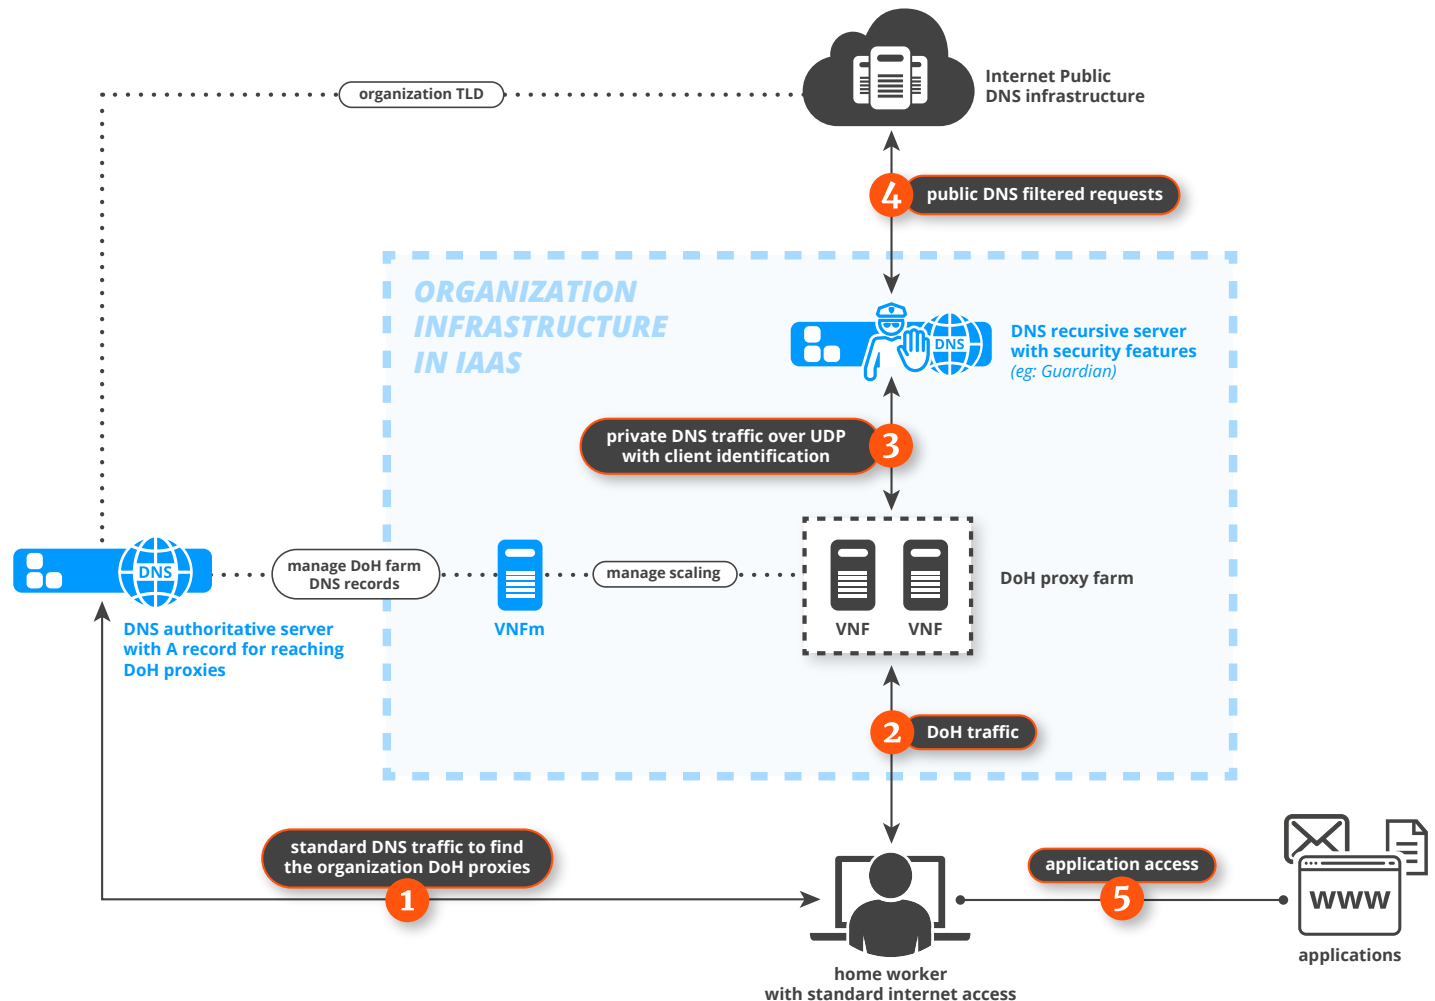 Internet Public
DNS infrastructure
organization TLD
4
public DNS filtered requests
ORGANIZATION
INFRASTRUCTURE
IN IAAS
DNS
DNS recursive server
with security features
(eg: Guardian)
private DNS traffic over UDP
with client identification
3
DNS
manage DoH farm
DNS records
manage scaling
DoH proxy farm
VNFm
VNF
VNF
DNS authoritative server
with A record for reaching
DoH proxies
2
DoH traffic
standard DNS traffic to find
the organization DoH proxies
1
application access
5
www
applications
home worker
with standard internet access